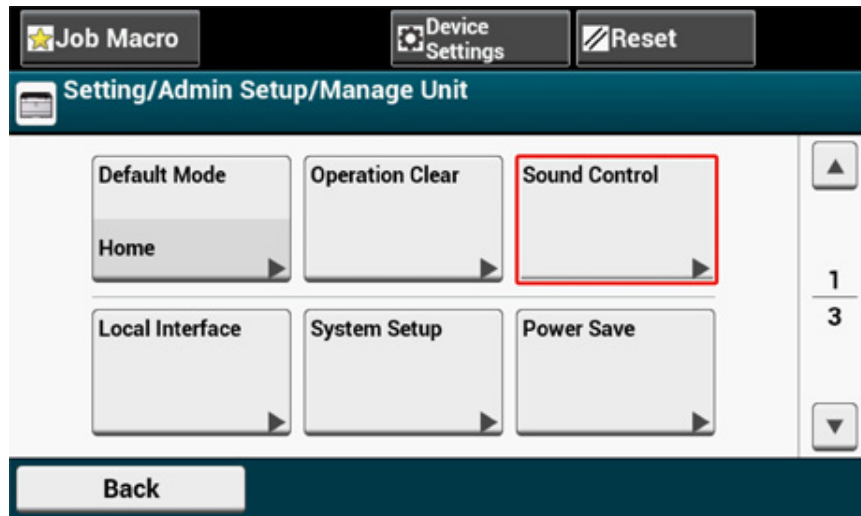 Job Macro
Device
Settings
Reset
Setting/Admin Setup/Manage Unit
Default Mode
Operation Clear
Sound Control
Home
1
3
Local Interface
System Setup
Power Save
Back